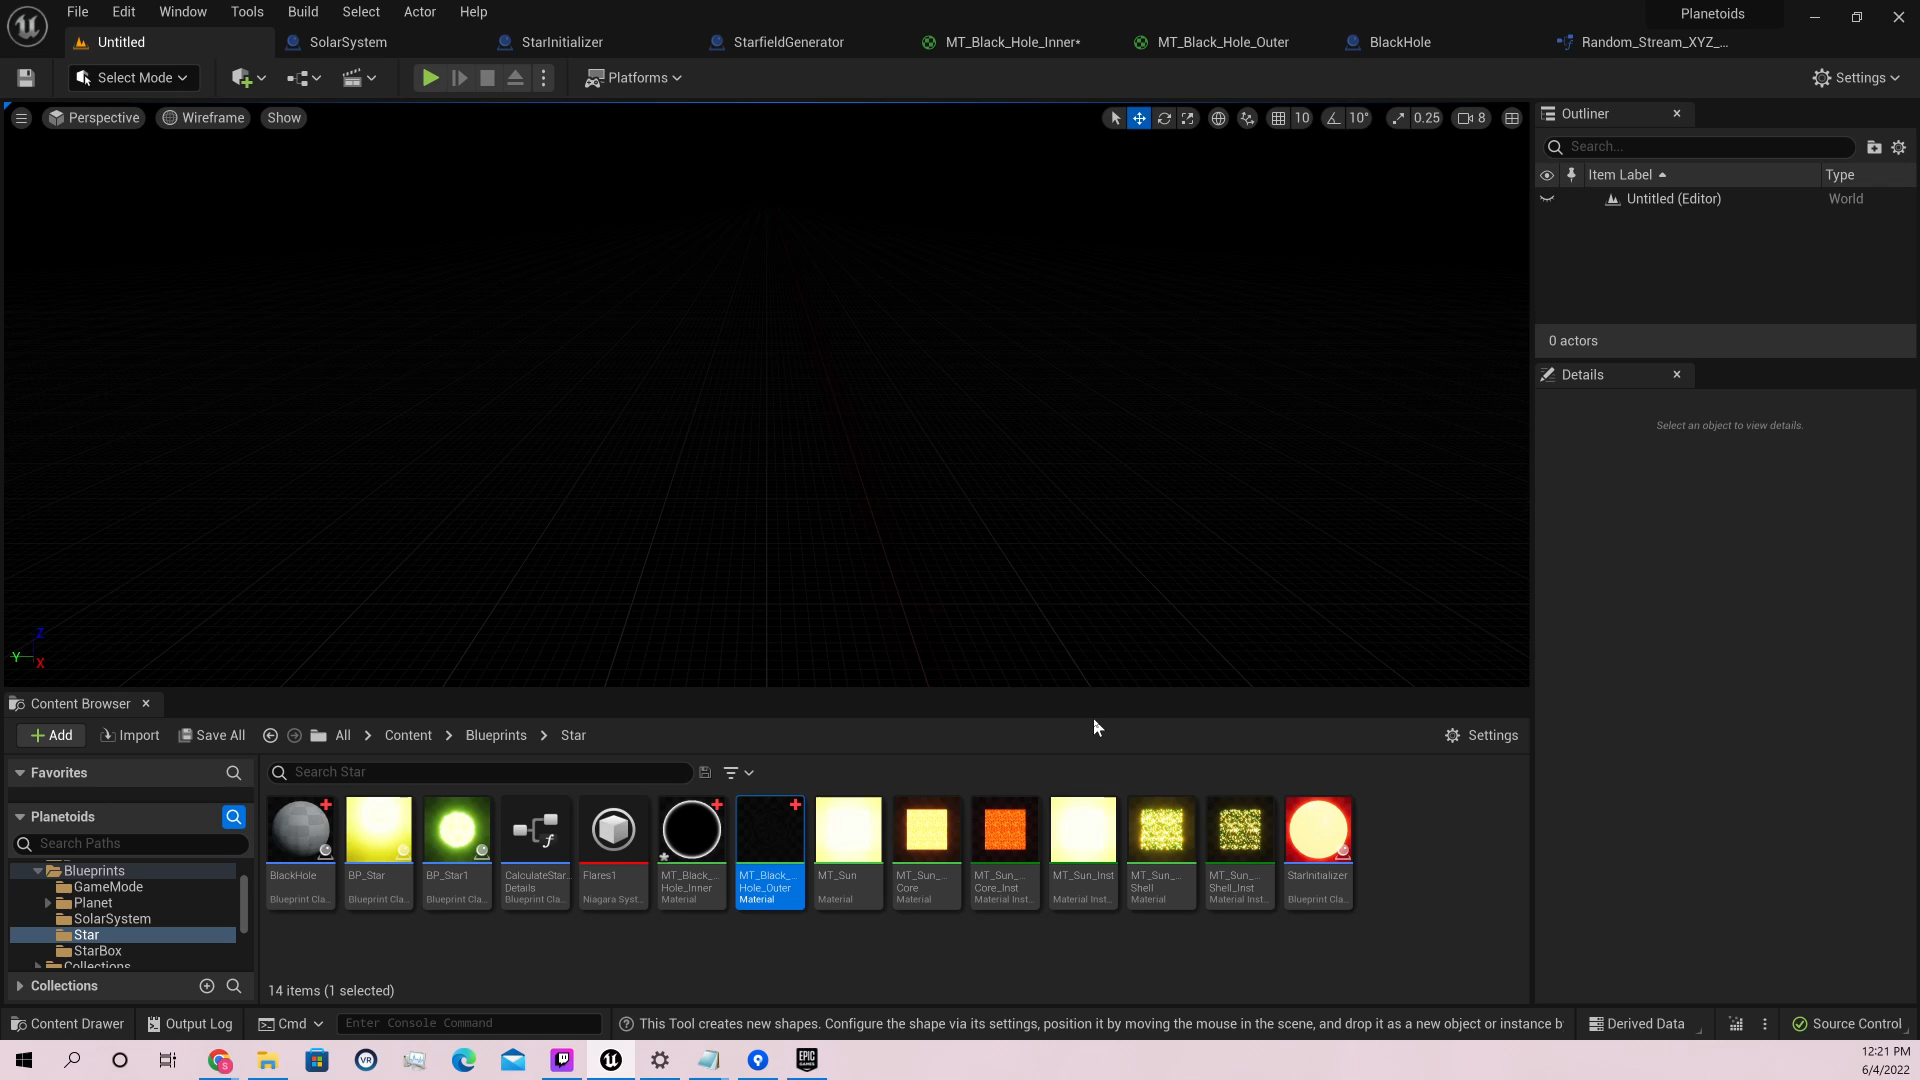 File Edit Window Tools Build Select Actor Help
Planetoids
Untitled SolarSystem StarInitializer StarfieldGenerator MT_Black_Hole_Inner* MT_Black_Hole_Outer BlackHole Random_Stream_XYZ_...
Select Mode Platforms Settings
Perspective Wireframe Show 10 10° 0.25 8
Outliner
Search...
Item Label Type
Untitled (Editor) World
0 actors
Details
Select an object to view details.
Z
Y X
Content Browser
Add Import Save All All Content Blueprints Star Settings
Favorites
Search Star
Planetoids
Search Paths
Blueprints
GameMode
Planet
SolarSystem
Star
StarBox
Collections
Collections
BlackHole
Blueprint Cla...
BP_Star
Blueprint Cla...
BP_Star1
Blueprint Cla...
CalculateStar
Details
Blueprint Cla...
Flares1
Niagara Syst...
MT_Black_...
Hole_Inner
Material
MT_Black_...
Hole_Outer
Material
MT_Sun
Material
MT_Sun_...
Core
Material
MT_Sun_...
Core_Inst
Material Inst...
MT_Sun_Inst
Material Inst...
MT_Sun_...
Shell
Material
MT_Sun_...
Shell_Inst
Material Inst...
StarInitializer
Blueprint Cla...
14 items (1 selected)
Content Drawer Output Log Cmd Enter Console Command This Tool creates new shapes. Configure the shape via its settings, position it by moving the mouse in the scene, and drop it as a new object or instance b Derived Data Source Control
VR
S
EPIC
GAMES
12:21 PM
6/4/2022